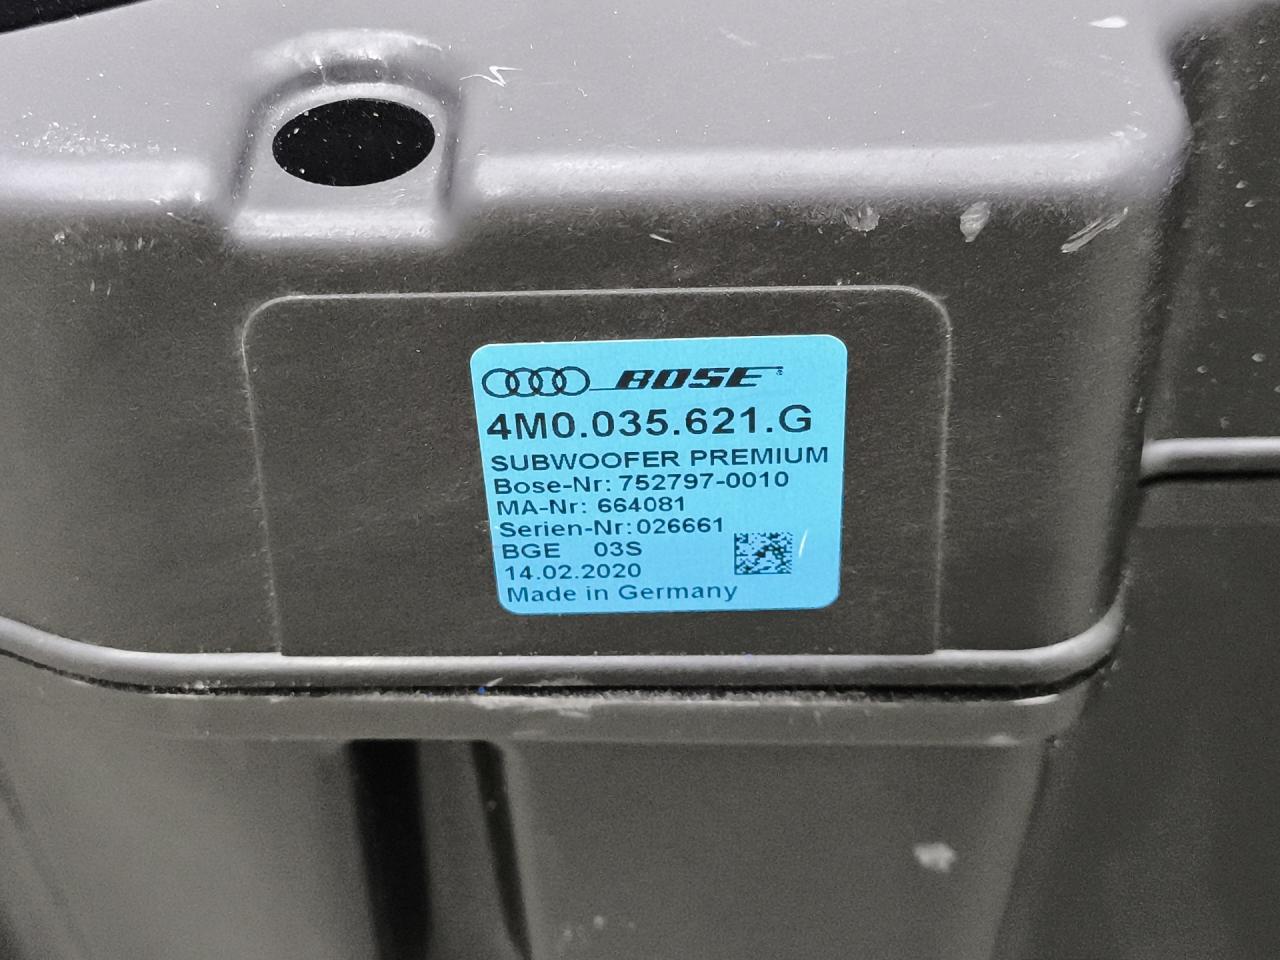 BOSE
4M0.035.621.G
SUBWOOFER PREMIUM
Bose-Nr: 752797-0010
MA-Nr: 664081
Serien-Nr: 026661
BGE 03S
14.02.2020
Made in Germany